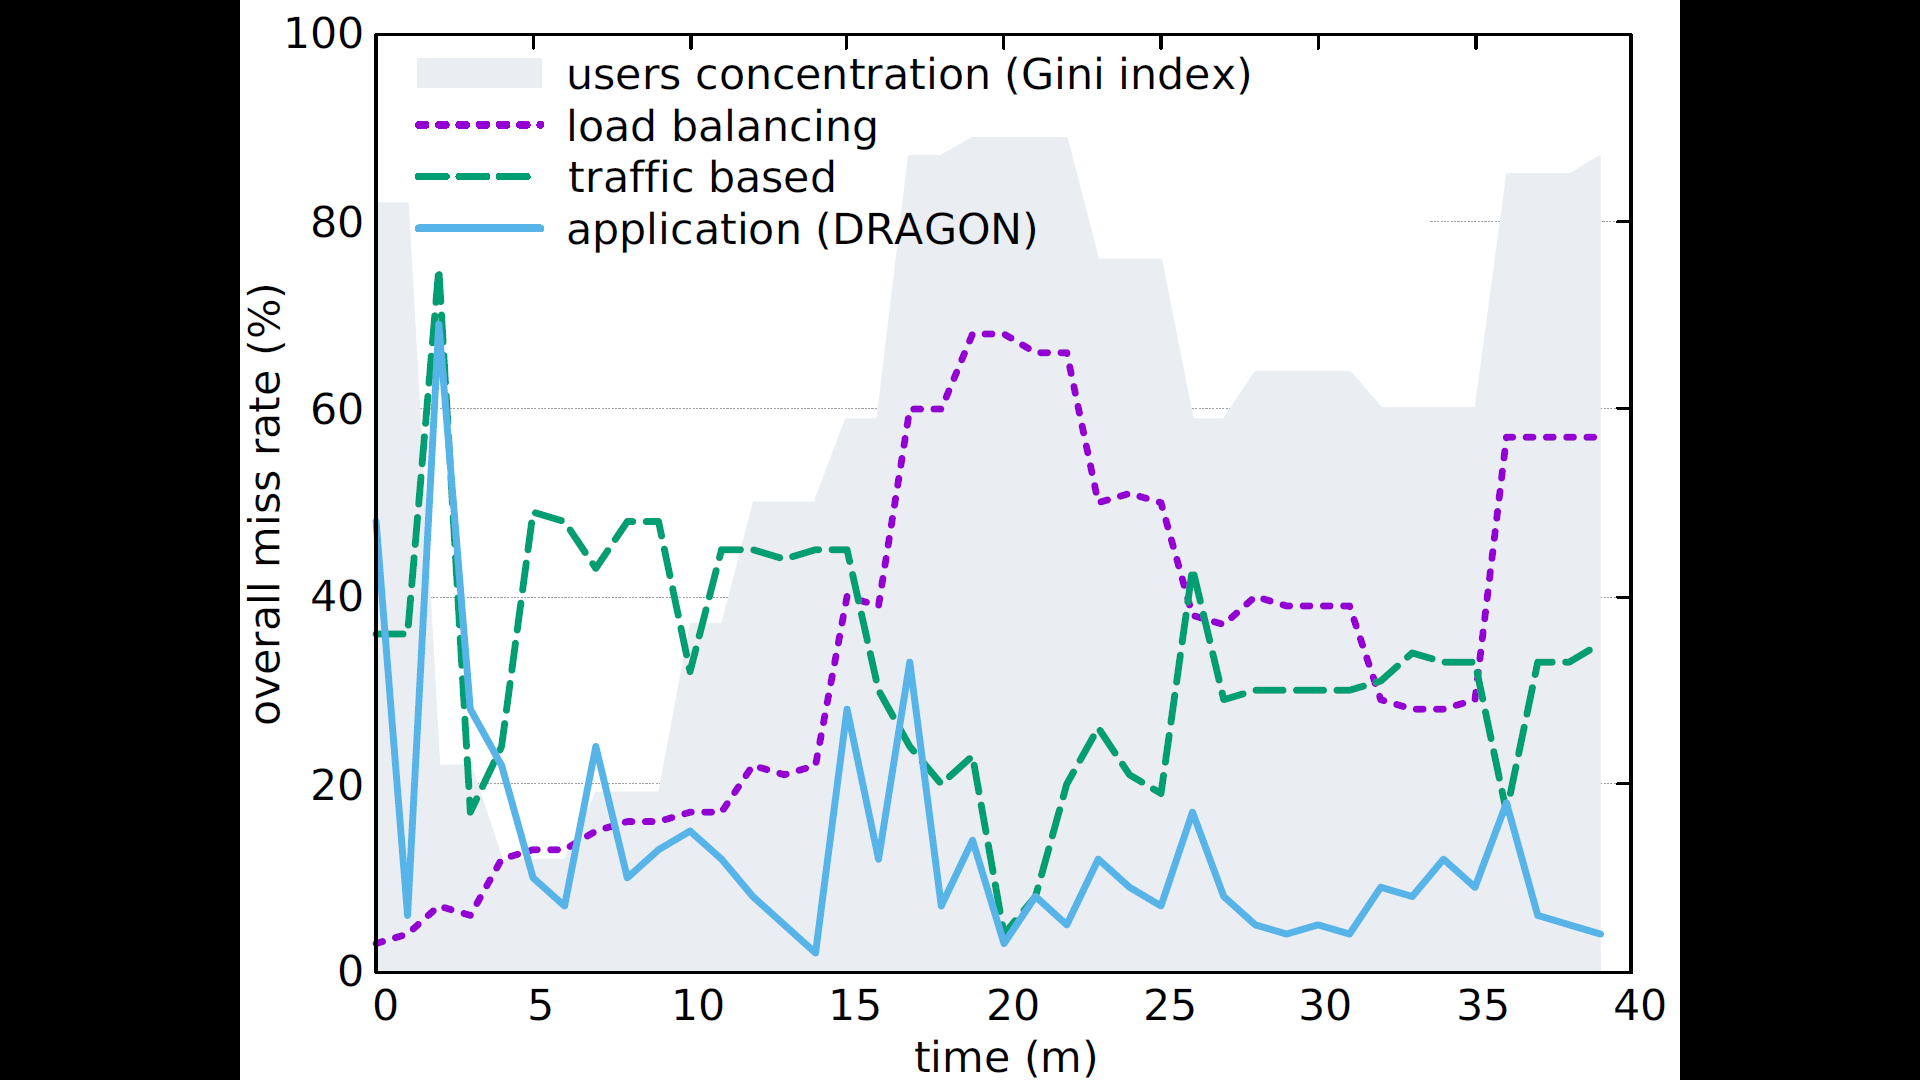 100
80
60
40
20
0
overall miss rate (%)
users concentration (Gini index)
load balancing
traffic based
application (DRAGON)
0 5 10 15 20 25 30 35 40
time (m)